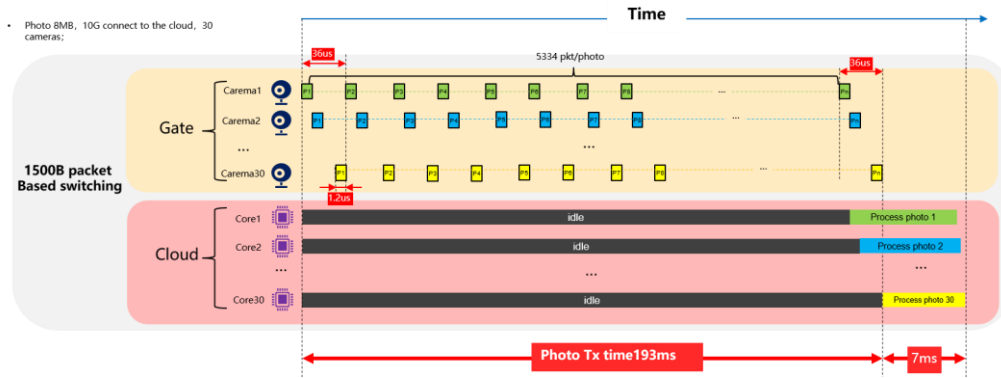 Time
• Photo 8MB, 10G connect to the cloud, 30
cameras;
36us
5334 pkt/photo
36us
Carema1
P1 P2 P3 P4 P5 P6 P7 P8 ... Pn
Gate
Carema2
P1 P2 P3 P4 P5 P6 P7 P8 ... Pn
...
...
1500B packet
Based switching
Carema30
P1 P2 P3 P4 P5 P6 P7 P8 ... Pn
1.2us
Core1
idle
Process photo 1
Cloud
Core2
idle
Process photo 2
...
...
...
Core30
idle
Process photo 30
Photo Tx time193ms
7ms